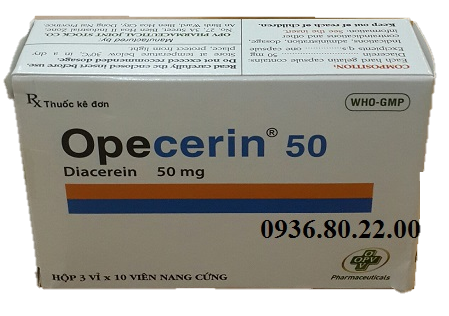 COMPOSITION:
Each hard gelatin capsule contains:
Diacerein 50 mg
Excipients q.s. one capsule
Indications, administration, dosage,
contraindications and other
information: See the insert.
Keep out of reach of children.
Read carefully the enclosed insert before use.
Do not exceed recommended dosage.
Store at the temperature below 30°C, in a dry
place, protect from light.
Manufactured by:
OPV PHARMACEUTICAL JOINT STOCK CO.
No. 27, 3A Street, Bien Hoa Industrial Zone II,
An Binh Ward, Bien Hoa City, Dong Nai Province
Rx Thuốc kê đơn
WHO-GMP
Opecerin® 50
Diacerein 50 mg
0936.80.22.00
OPV
Pharmaceuticals
HỘP 3 VỈ x 10 VIÊN NANG CỨNG